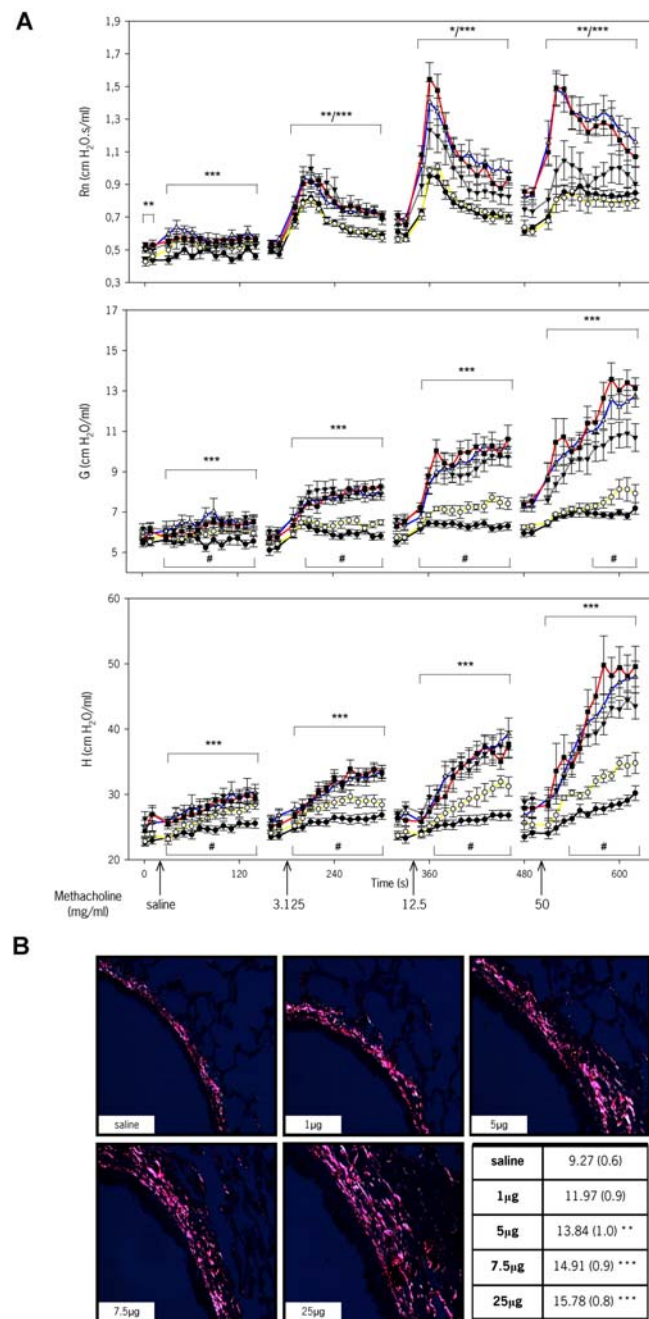 A
Rn (cm H₂O.s/ml)
1,9
1,7
1,5
1,3
1,1
0,9
0,7
0,5
0,3
**
***
**/***
*/***
**/***
G (cm H₂O/ml)
17
15
13
11
9
7
5
***
***
***
***
#
#
#
#
H (cm H₂O/ml)
60
50
40
30
20
***
***
***
***
#
#
#
#
0 120 240 360 480 600
Time (s)
Methacholine
(mg/ml)
saline 3.125 12.5 50
B
saline
1µg
5µg
7.5µg
25µg
saline 9.27 (0.6)
1µg 11.97 (0.9)
5µg 13.84 (1.0) **
7.5µg 14.91 (0.9) ***
25µg 15.78 (0.8) ***